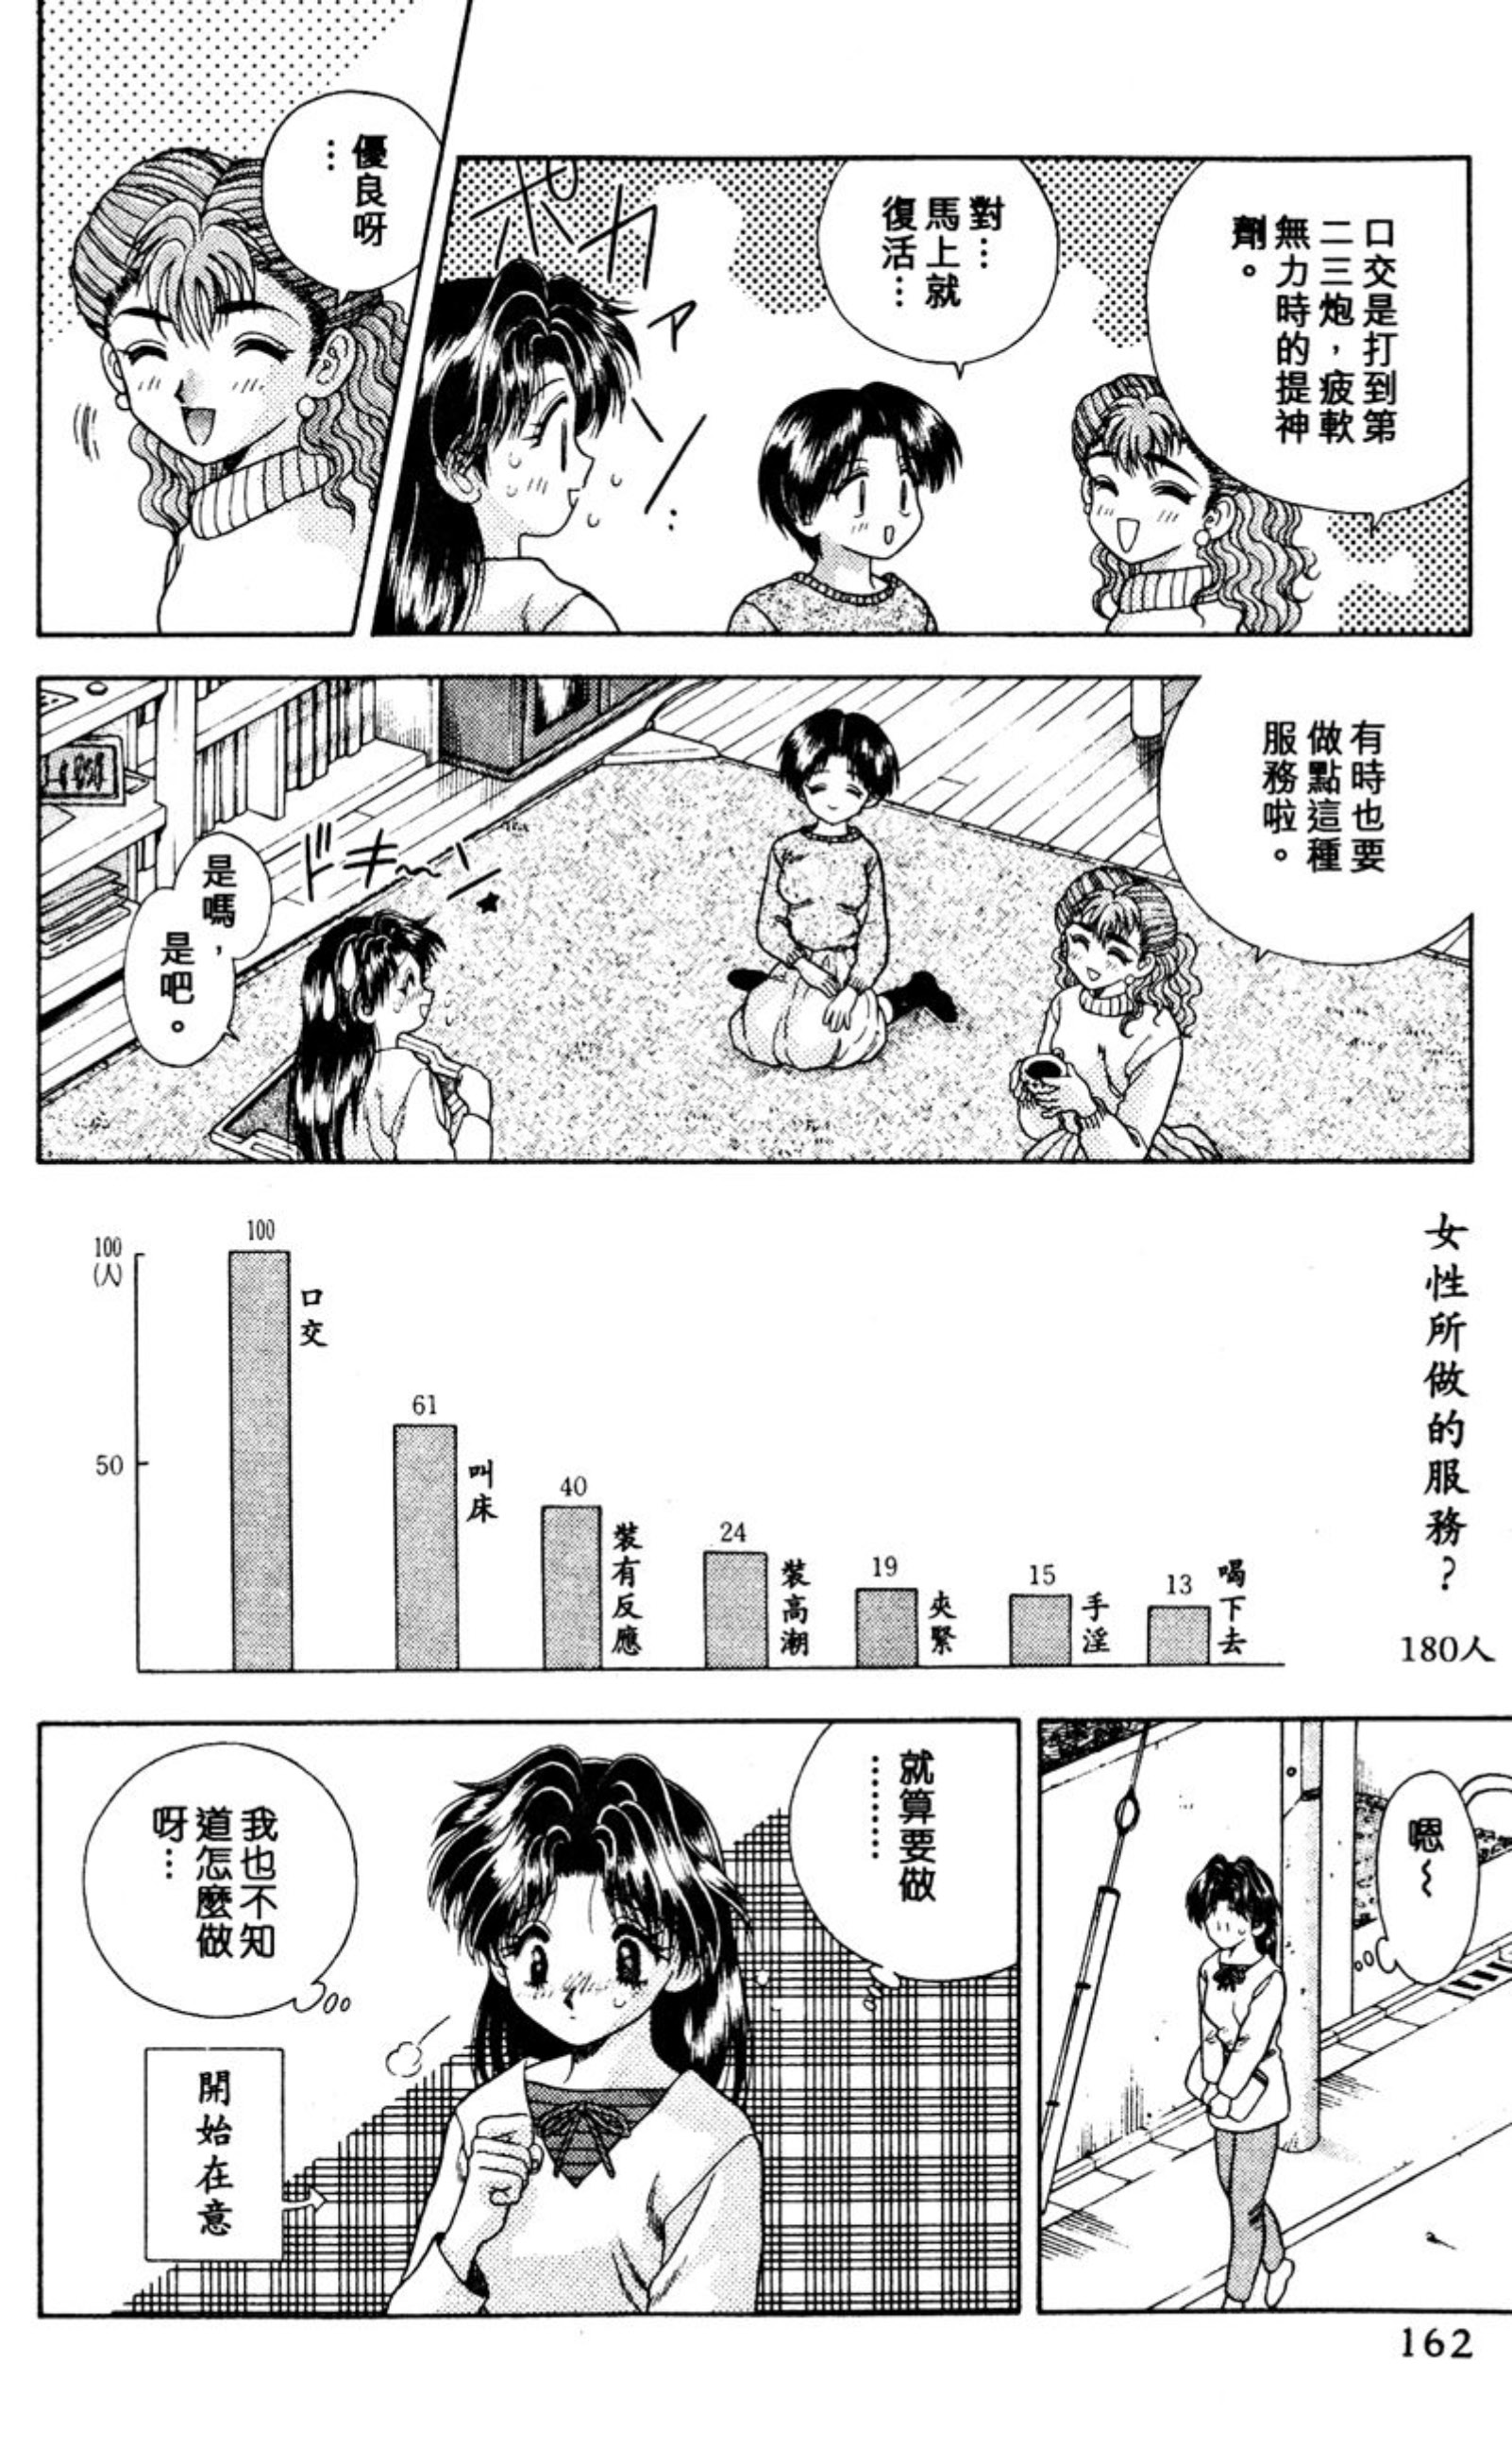 口交是打到第
二三炮，疲軟
無力時的提神
劑。
對…
馬上就
復活…
ポカアン…
優良呀
…
有時也要
做點這種
服務啦。
ドキ～ッ★
是嗎，
是吧。
女性所做的服務？
180人
100
(人)
50
100
口交
61
叫床
40
裝有反應
24
裝高潮
19
夾緊
15
手淫
13
喝下去
嗯～
就算要做
………
我也不知
道怎麼做
呀…
開始在意
162